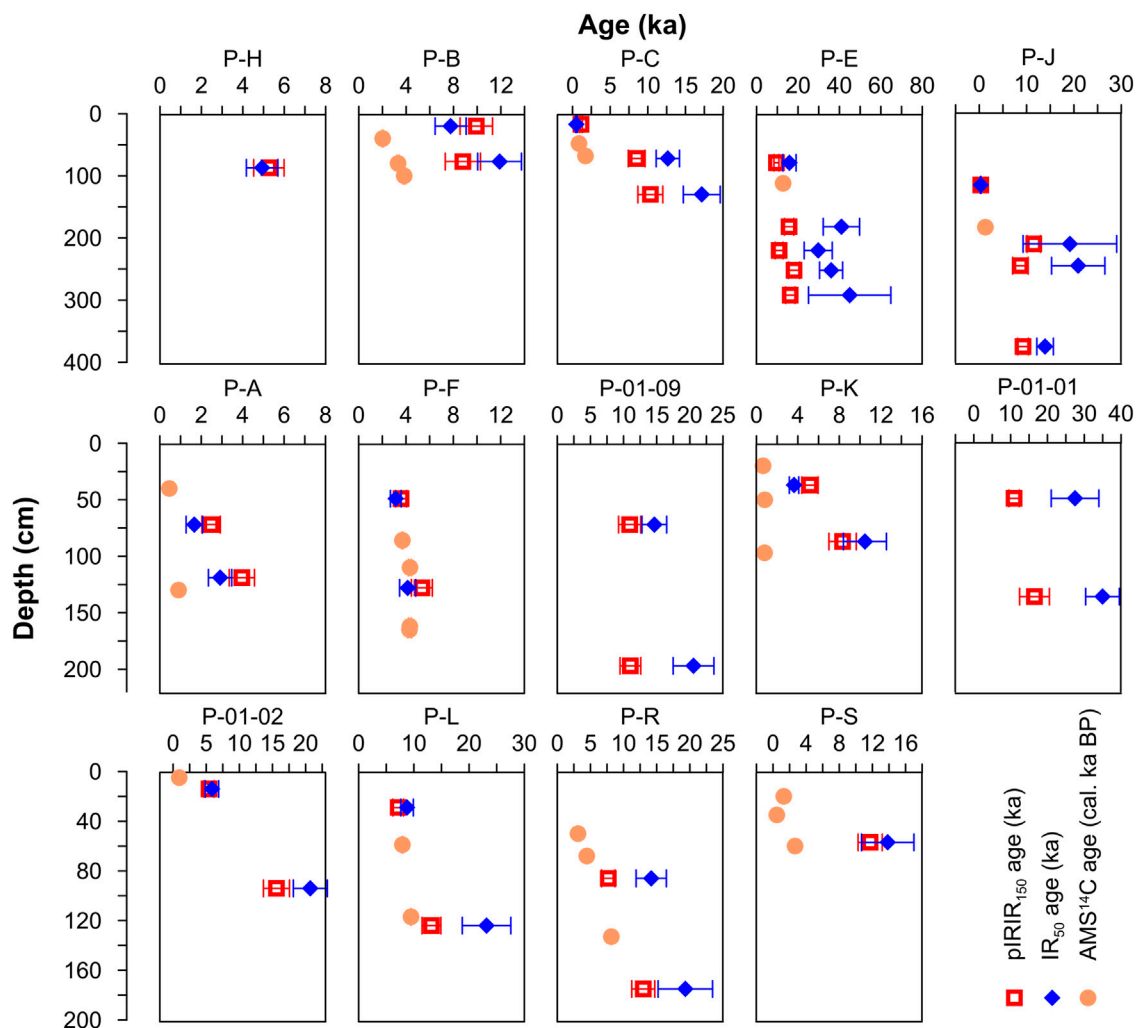 Age (ka)
P-H P-B P-C P-E P-J
0 2 4 6 8 0 4 8 12 0 5 10 15 20 25 0 20 40 60 80 0 10 20 30
0
100
200
300
400
P-A P-F P-01-09 P-K P-01-01
0 2 4 6 8 0 4 8 12 0 5 10 15 20 25 0 4 8 12 16 0 10 20 30 40
0
50
100
150
200
Depth (cm)
P-01-02 P-L P-R P-S
0 5 10 15 20 0 10 20 30 0 5 10 15 20 25 0 4 8 12 16
0
40
80
120
160
200
pIRIR₁₅₀ age (ka)
IR₅₀ age (ka)
AMS¹⁴C age (cal. ka BP)